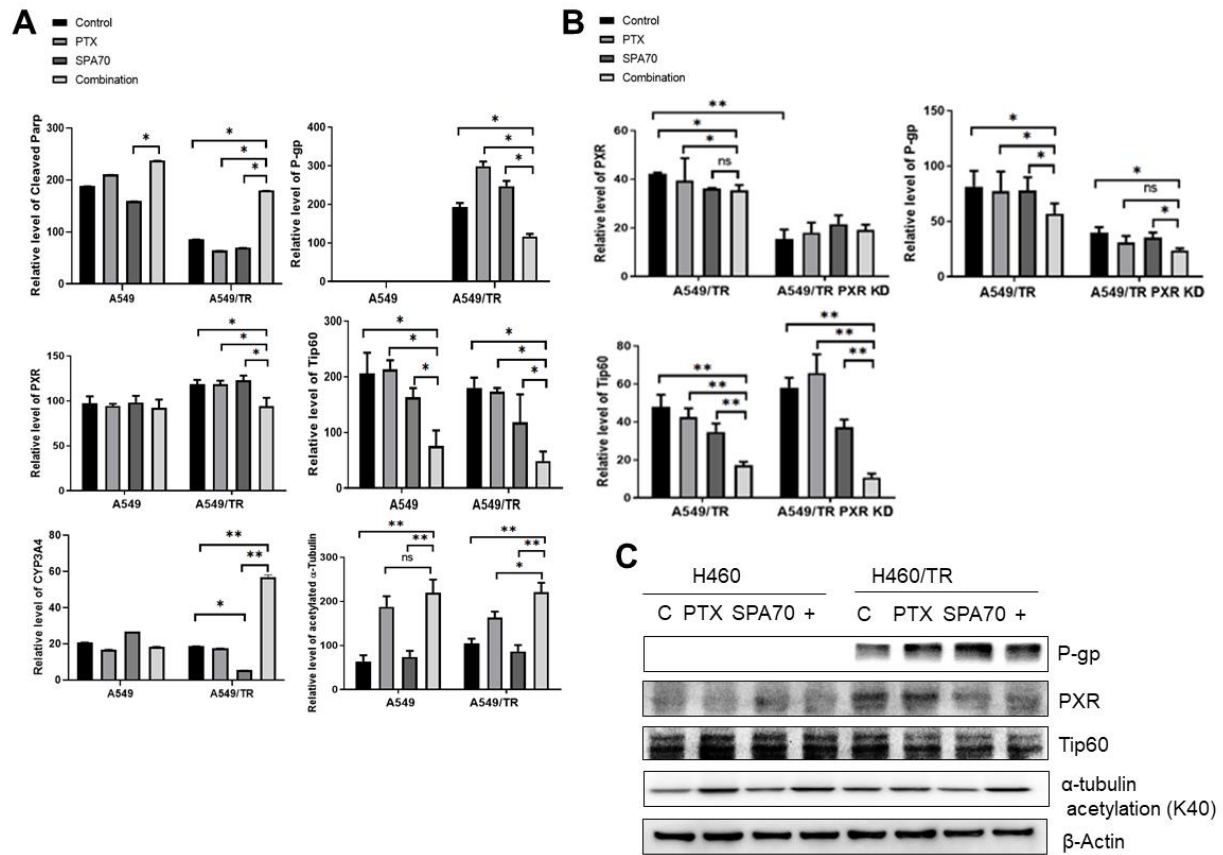 A
Control
PTX
SPA70
Combination
Relative level of Cleaved Parp
300
200
100
0
*
*
*
*
A549
A549/TR
Relative level of P-gp
400
300
200
100
0
*
*
*
A549
A549/TR
Relative level of PXR
150
100
50
0
*
*
*
A549
A549/TR
Relative level of Tip60
300
200
100
0
*
*
*
*
*
*
A549
A549/TR
Relative level of CYP3A4
80
60
40
20
0
**
**
*
A549
A549/TR
Relative level of acetylated α-Tubulin
300
200
100
0
**
**
ns
**
**
*
A549
A549/TR
B
Control
PTX
SPA70
Combination
Relative level of PXR
60
40
20
0
**
*
*
ns
A549/TR
A549/TR PXR KD
Relative level of P-gp
150
100
50
0
*
*
*
*
ns
*
A549/TR
A549/TR PXR KD
Relative level of Tip60
80
60
40
20
0
**
**
**
**
**
**
A549/TR
A549/TR PXR KD
C
H460 H460/TR
C PTX SPA70 + C PTX SPA70 +
P-gp
PXR
Tip60
α-tubulin
acetylation (K40)
β-Actin